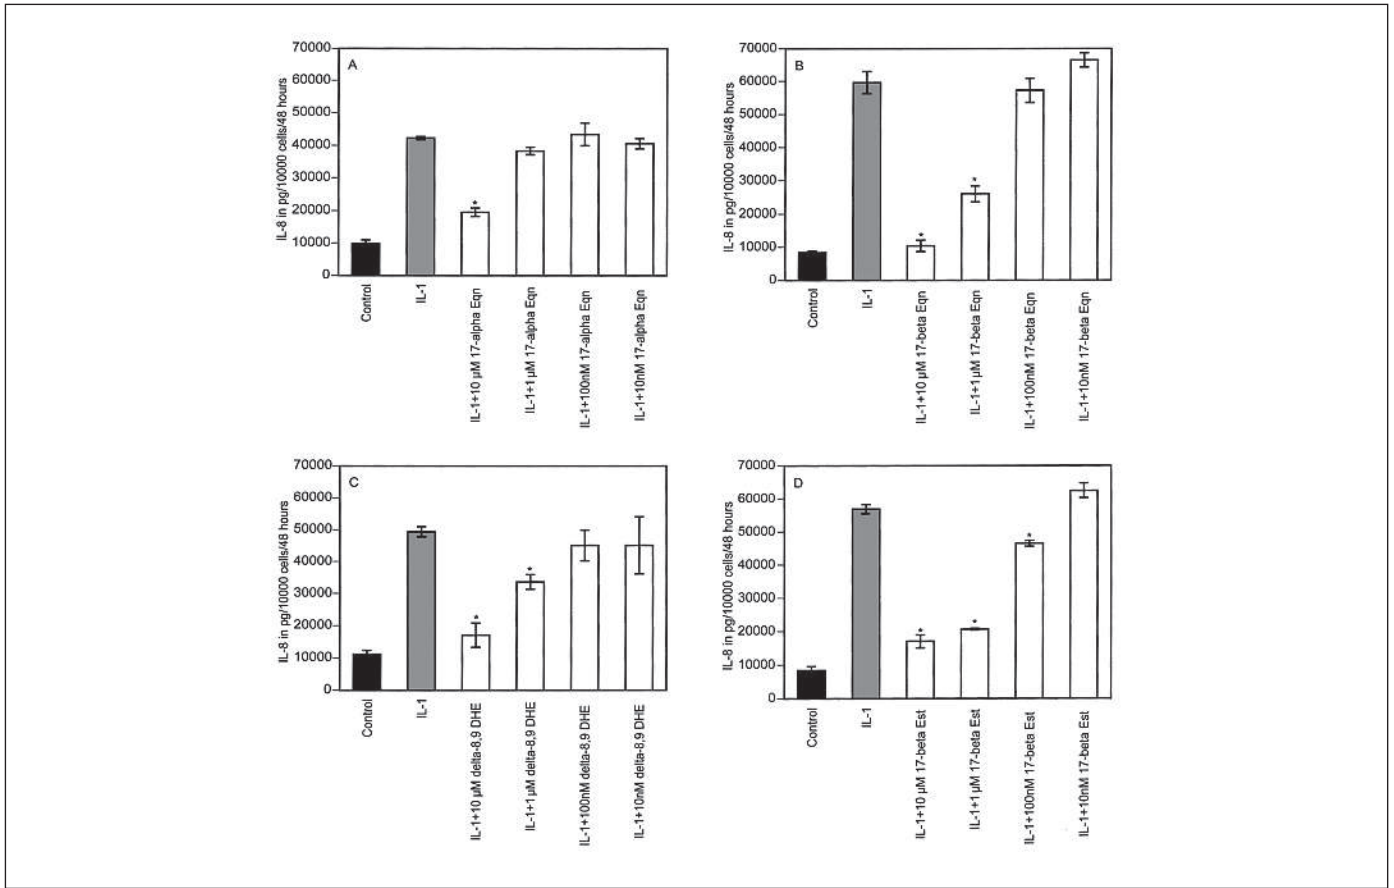 A
IL-8 in pg/10000 cells/48 hours
70000
60000
50000
40000
30000
20000
10000
0
*
Control
IL-1
IL-1+10 µM 17-alpha Eqn
IL-1+1 µM 17-alpha Eqn
IL-1+100nM 17-alpha Eqn
IL-1+10nM 17-alpha Eqn
B
IL-8 in pg/10000 cells/48 hours
70000
60000
50000
40000
30000
20000
10000
0
*
*
Control
IL-1
IL-1+10 µM 17-beta Eqn
IL-1+1 µM 17-beta Eqn
IL-1+100nM 17-beta Eqn
IL-1+10nM 17-beta Eqn
C
IL-8 in pg/10000 cells/48 hours
70000
60000
50000
40000
30000
20000
10000
0
*
*
Control
IL-1
IL-1+10 µM delta-8,9 DHE
IL-1+1 µM delta-8,9 DHE
IL-1+100nM delta-8,9 DHE
IL-1+10nM delta-8,9 DHE
D
IL-8 in pg/10000 cells/48 hours
70000
60000
50000
40000
30000
20000
10000
0
*
*
*
Control
IL-1
IL-1+10 µM 17-beta Est
IL-1+1 µM 17-beta Est
IL-1+100nM 17-beta Est
IL-1+10nM 17-beta Est